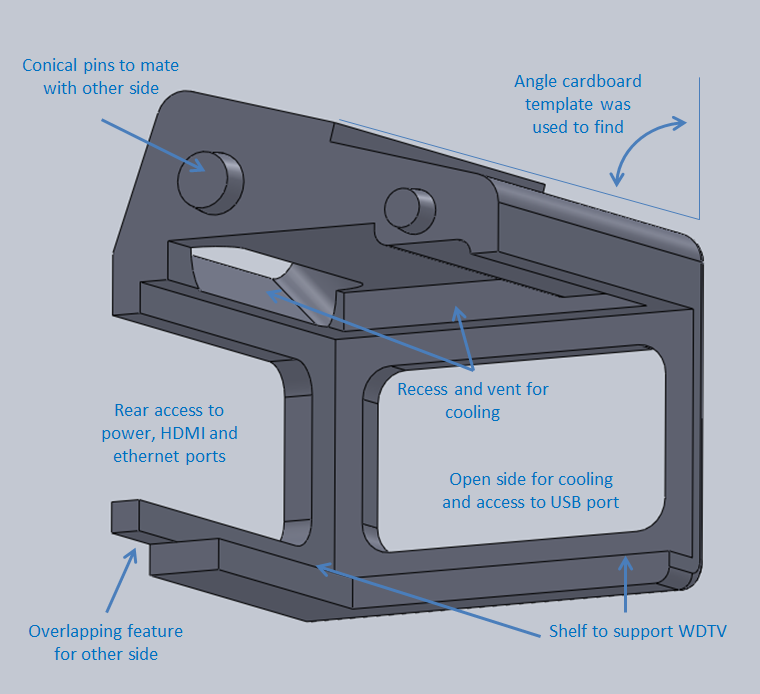 Conical pins to mate
with other side
Angle cardboard
template was
used to find
Recess and vent for
cooling
Rear access to
power, HDMI and
ethernet ports
Open side for cooling
and access to USB port
Overlapping feature
for other side
Shelf to support WDTV